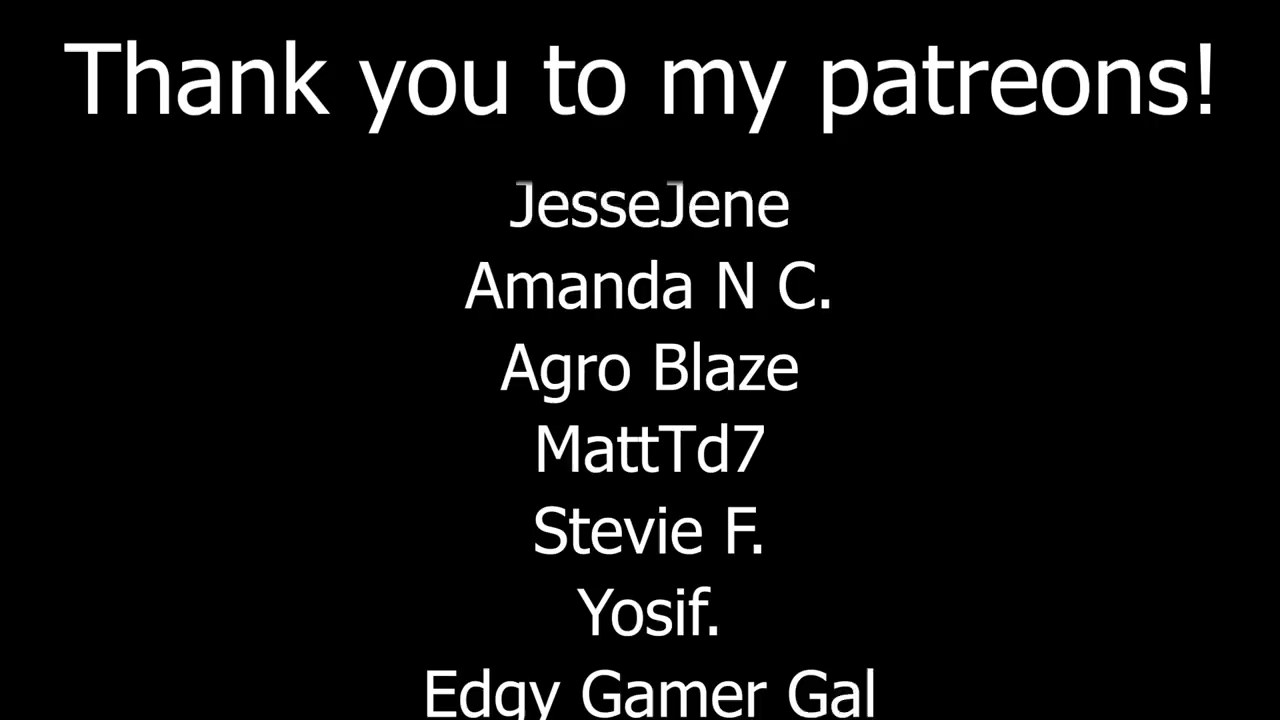 Thank you to my patreons!
JesseJene
Amanda N C.
Agro Blaze
MattTd7
Stevie F.
Yosif.
Edgy Gamer Gal